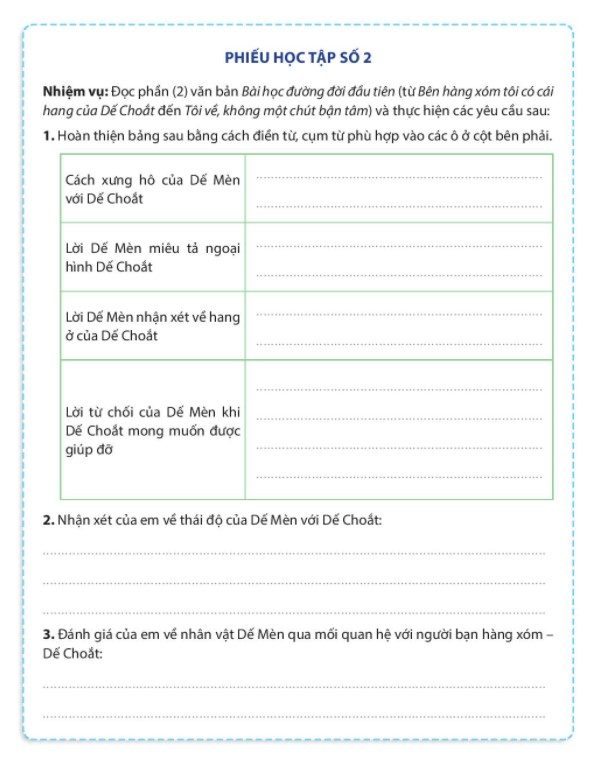 PHIẾU HỌC TẬP SỐ 2
Nhiệm vụ: Đọc phần (2) văn bản Bài học đường đời đầu tiên (từ Bên hàng xóm tôi có cái
hang của Dế Choắt đến Tôi về, không một chút bận tâm) và thực hiện các yêu cầu sau:
1. Hoàn thiện bảng sau bằng cách điền từ, cụm từ phù hợp vào các ô ở cột bên phải.
Cách xưng hô của Dế Mèn
với Dế Choắt
Lời Dế Mèn miêu tả ngoại
hình Dế Choắt
Lời Dế Mèn nhận xét về hang
ở của Dế Choắt
Lời từ chối của Dế Mèn khi
Dế Choắt mong muốn được
giúp đỡ
2. Nhận xét của em về thái độ của Dế Mèn với Dế Choắt:
3. Đánh giá của em về nhân vật Dế Mèn qua mối quan hệ với người bạn hàng xóm –
Dế Choắt: